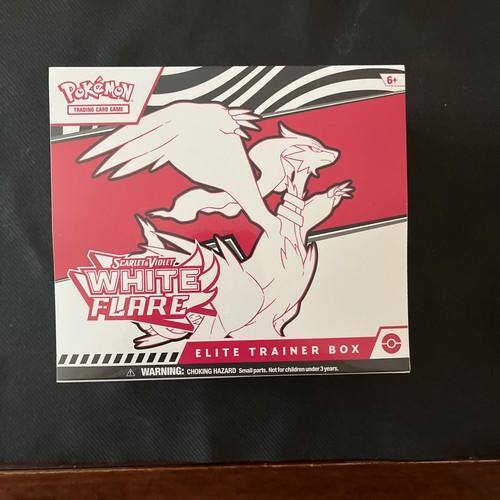 Pokémon
TRADING CARD GAME
6+
SCARLET & VIOLET
WHITE
FLARE
ELITE TRAINER BOX
WARNING: CHOKING HAZARD Small parts. Not for children under 3 years.